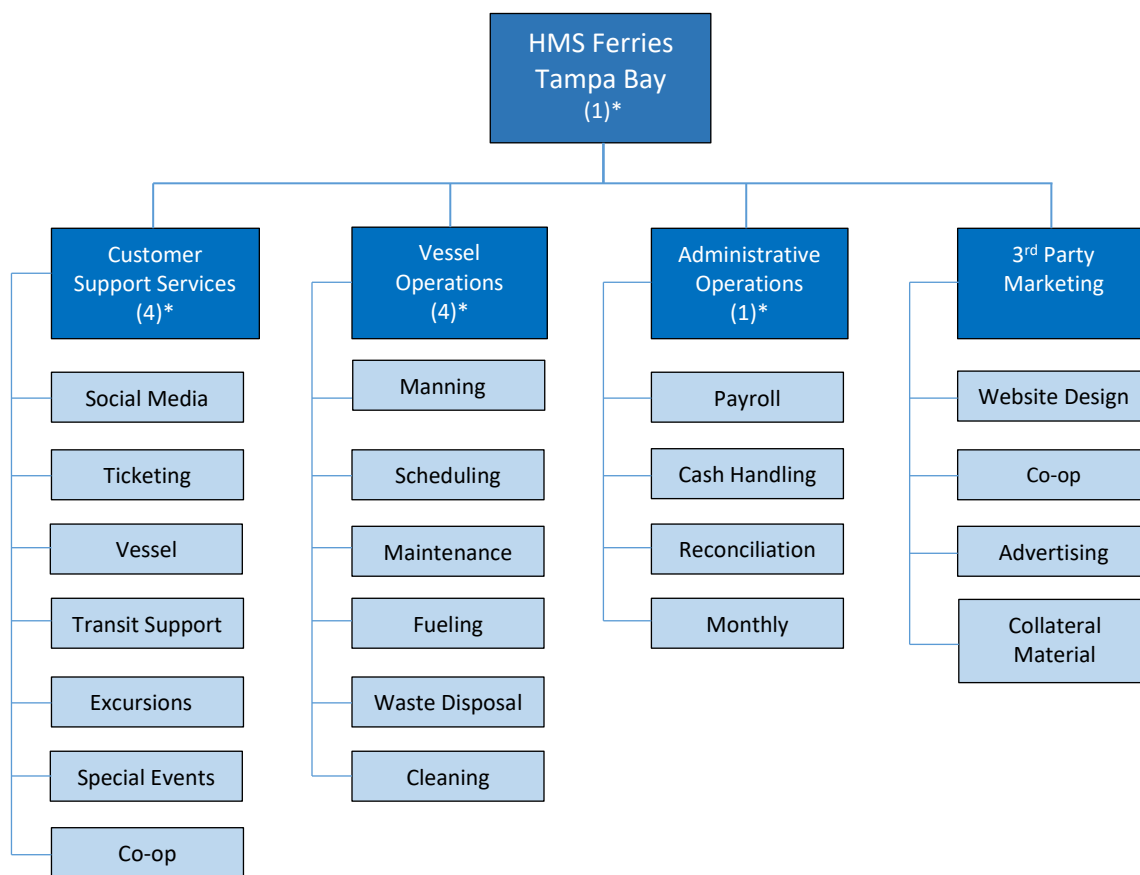 HMS Ferries
Tampa Bay
(1)*
Customer
Support Services
(4)*
Social Media
Ticketing
Vessel
Transit Support
Excursions
Special Events
Co-op
Vessel
Operations
(4)*
Manning
Scheduling
Maintenance
Fueling
Waste Disposal
Cleaning
Administrative
Operations
(1)*
Payroll
Cash Handling
Reconciliation
Monthly
3rd Party
Marketing
Website Design
Co-op
Advertising
Collateral
Material